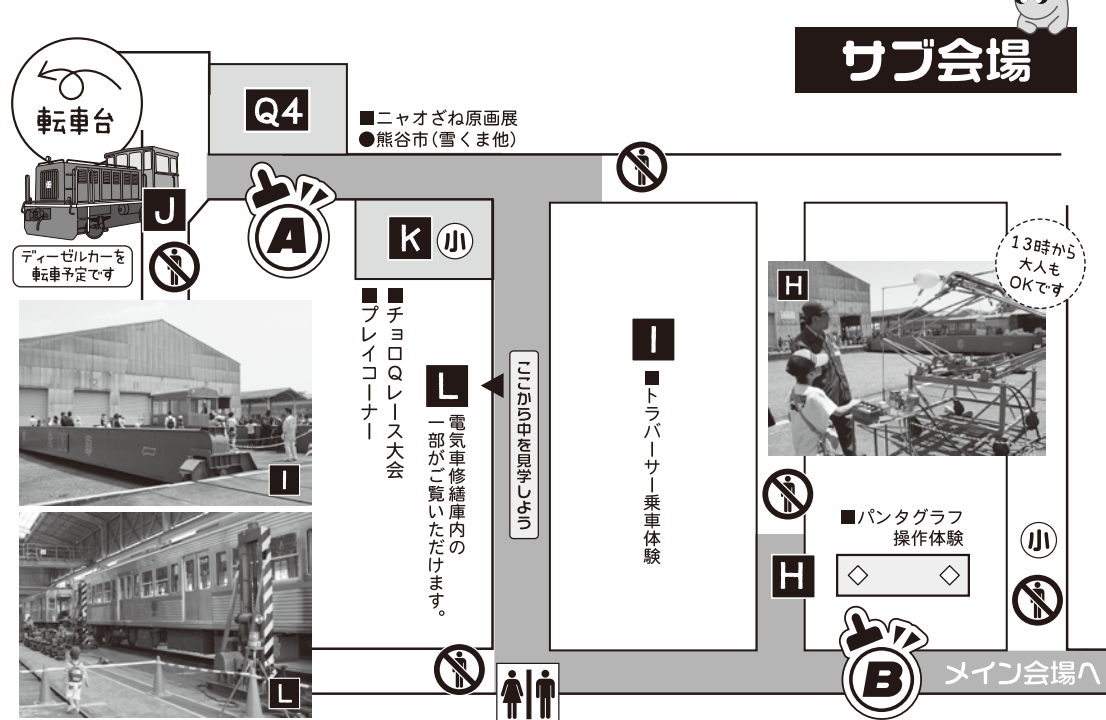 サブ会場
転車台
Q4
■ニャオざね原画展
●熊谷市(雪くま他)
J
ディーゼルカーを
転車予定です
A
K
小
■チョロQレース大会
■プレイコーナー
L
電気車修繕庫内の
一部がご覧いただけます。
ここから中を見学しよう
I
■トラバーサー乗車体験
H
13時から
大人も
OKです
■パンタグラフ
操作体験
H
小
B
メイン会場へ
I
L